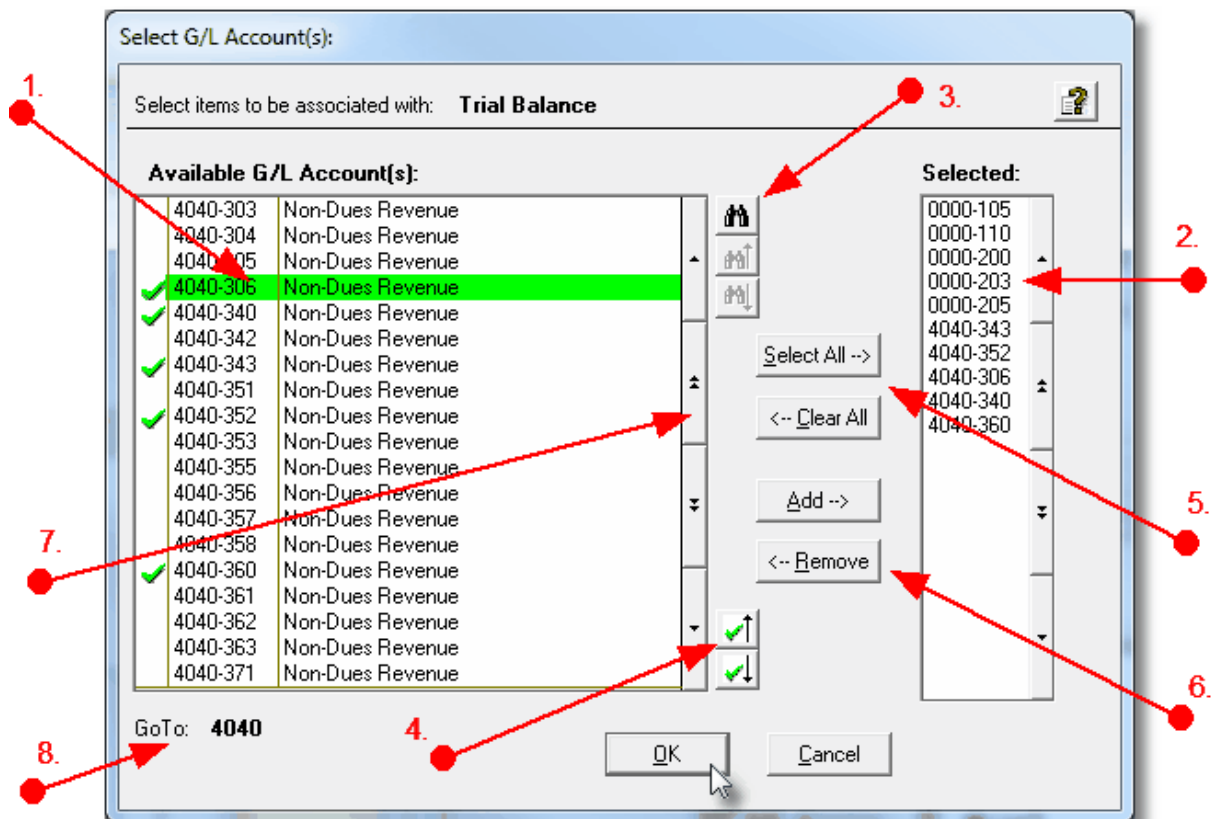 Select G/L Account(s):
1.
Select items to be associated with: Trial Balance
3.
Available G/L Account(s):
Selected:
4040-303 Non-Dues Revenue
4040-304 Non-Dues Revenue
4040-305 Non-Dues Revenue
4040-306 Non-Dues Revenue
4040-340 Non-Dues Revenue
4040-342 Non-Dues Revenue
4040-343 Non-Dues Revenue
4040-351 Non-Dues Revenue
4040-352 Non-Dues Revenue
4040-353 Non-Dues Revenue
4040-355 Non-Dues Revenue
4040-356 Non-Dues Revenue
4040-357 Non-Dues Revenue
4040-358 Non-Dues Revenue
4040-360 Non-Dues Revenue
4040-361 Non-Dues Revenue
4040-362 Non-Dues Revenue
4040-363 Non-Dues Revenue
4040-371 Non-Dues Revenue
Select All -->
<-- Clear All
Add -->
<-- Remove
0000-105
0000-110
0000-200
0000-203
0000-205
4040-343
4040-352
4040-306
4040-340
4040-360
2.
5.
7.
6.
GoTo: 4040
4.
8.
OK
Cancel